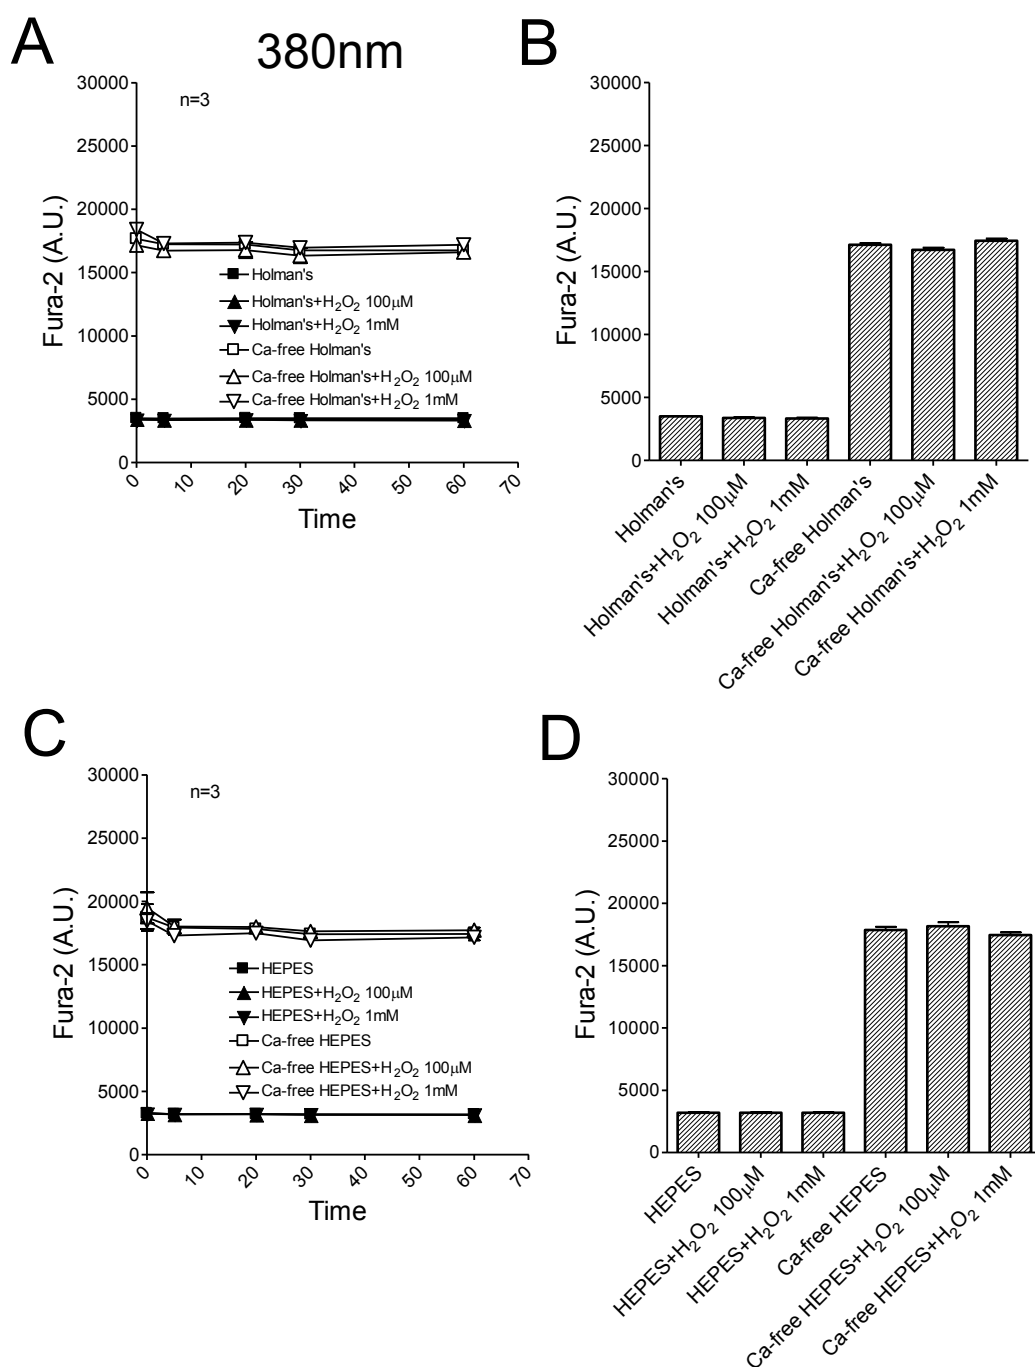 A
380nm
30000
25000
20000
15000
10000
5000
0
Fura-2 (A.U.)
n=3
Holman's
Holman's+H₂O₂ 100μM
Holman's+H₂O₂ 1mM
Ca-free Holman's
Ca-free Holman's+H₂O₂ 100μM
Ca-free Holman's+H₂O₂ 1mM
0 10 20 30 40 50 60 70
Time
B
30000
25000
20000
15000
10000
5000
0
Fura-2 (A.U.)
Holman's
Holman's+H₂O₂ 100μM
Holman's+H₂O₂ 1mM
Ca-free Holman's
Ca-free Holman's+H₂O₂ 100μM
Ca-free Holman's+H₂O₂ 1mM
C
30000
25000
20000
15000
10000
5000
0
Fura-2 (A.U.)
n=3
HEPES
HEPES+H₂O₂ 100μM
HEPES+H₂O₂ 1mM
Ca-free HEPES
Ca-free HEPES+H₂O₂ 100μM
Ca-free HEPES+H₂O₂ 1mM
0 10 20 30 40 50 60 70
Time
D
30000
25000
20000
15000
10000
5000
0
Fura-2 (A.U.)
HEPES
HEPES+H₂O₂ 100μM
HEPES+H₂O₂ 1mM
Ca-free HEPES
Ca-free HEPES+H₂O₂ 100μM
Ca-free HEPES+H₂O₂ 1mM